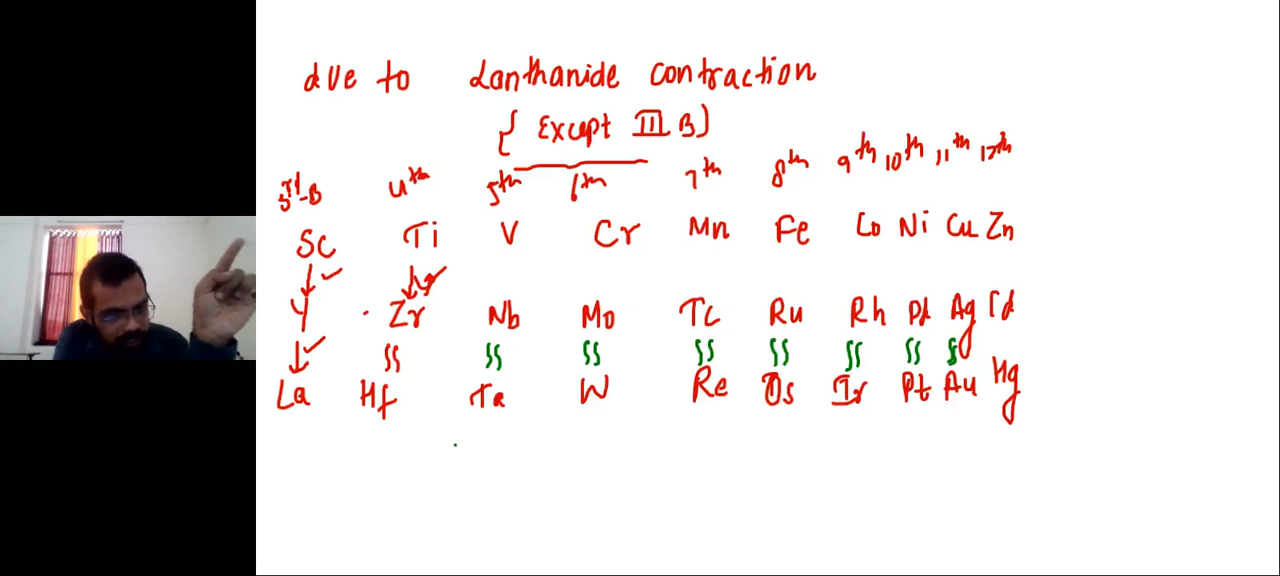 due to Lanthanide contraction
{ Except III B }
III-B 4th 5th 6th 7th 8th 9th 10th 11th 12th
Sc Ti V Cr Mn Fe Co Ni Cu Zn
Y Zr Nb Mo Tc Ru Rh Pd Ag Cd
La Hf Ta W Re Os Ir Pt Au Hg